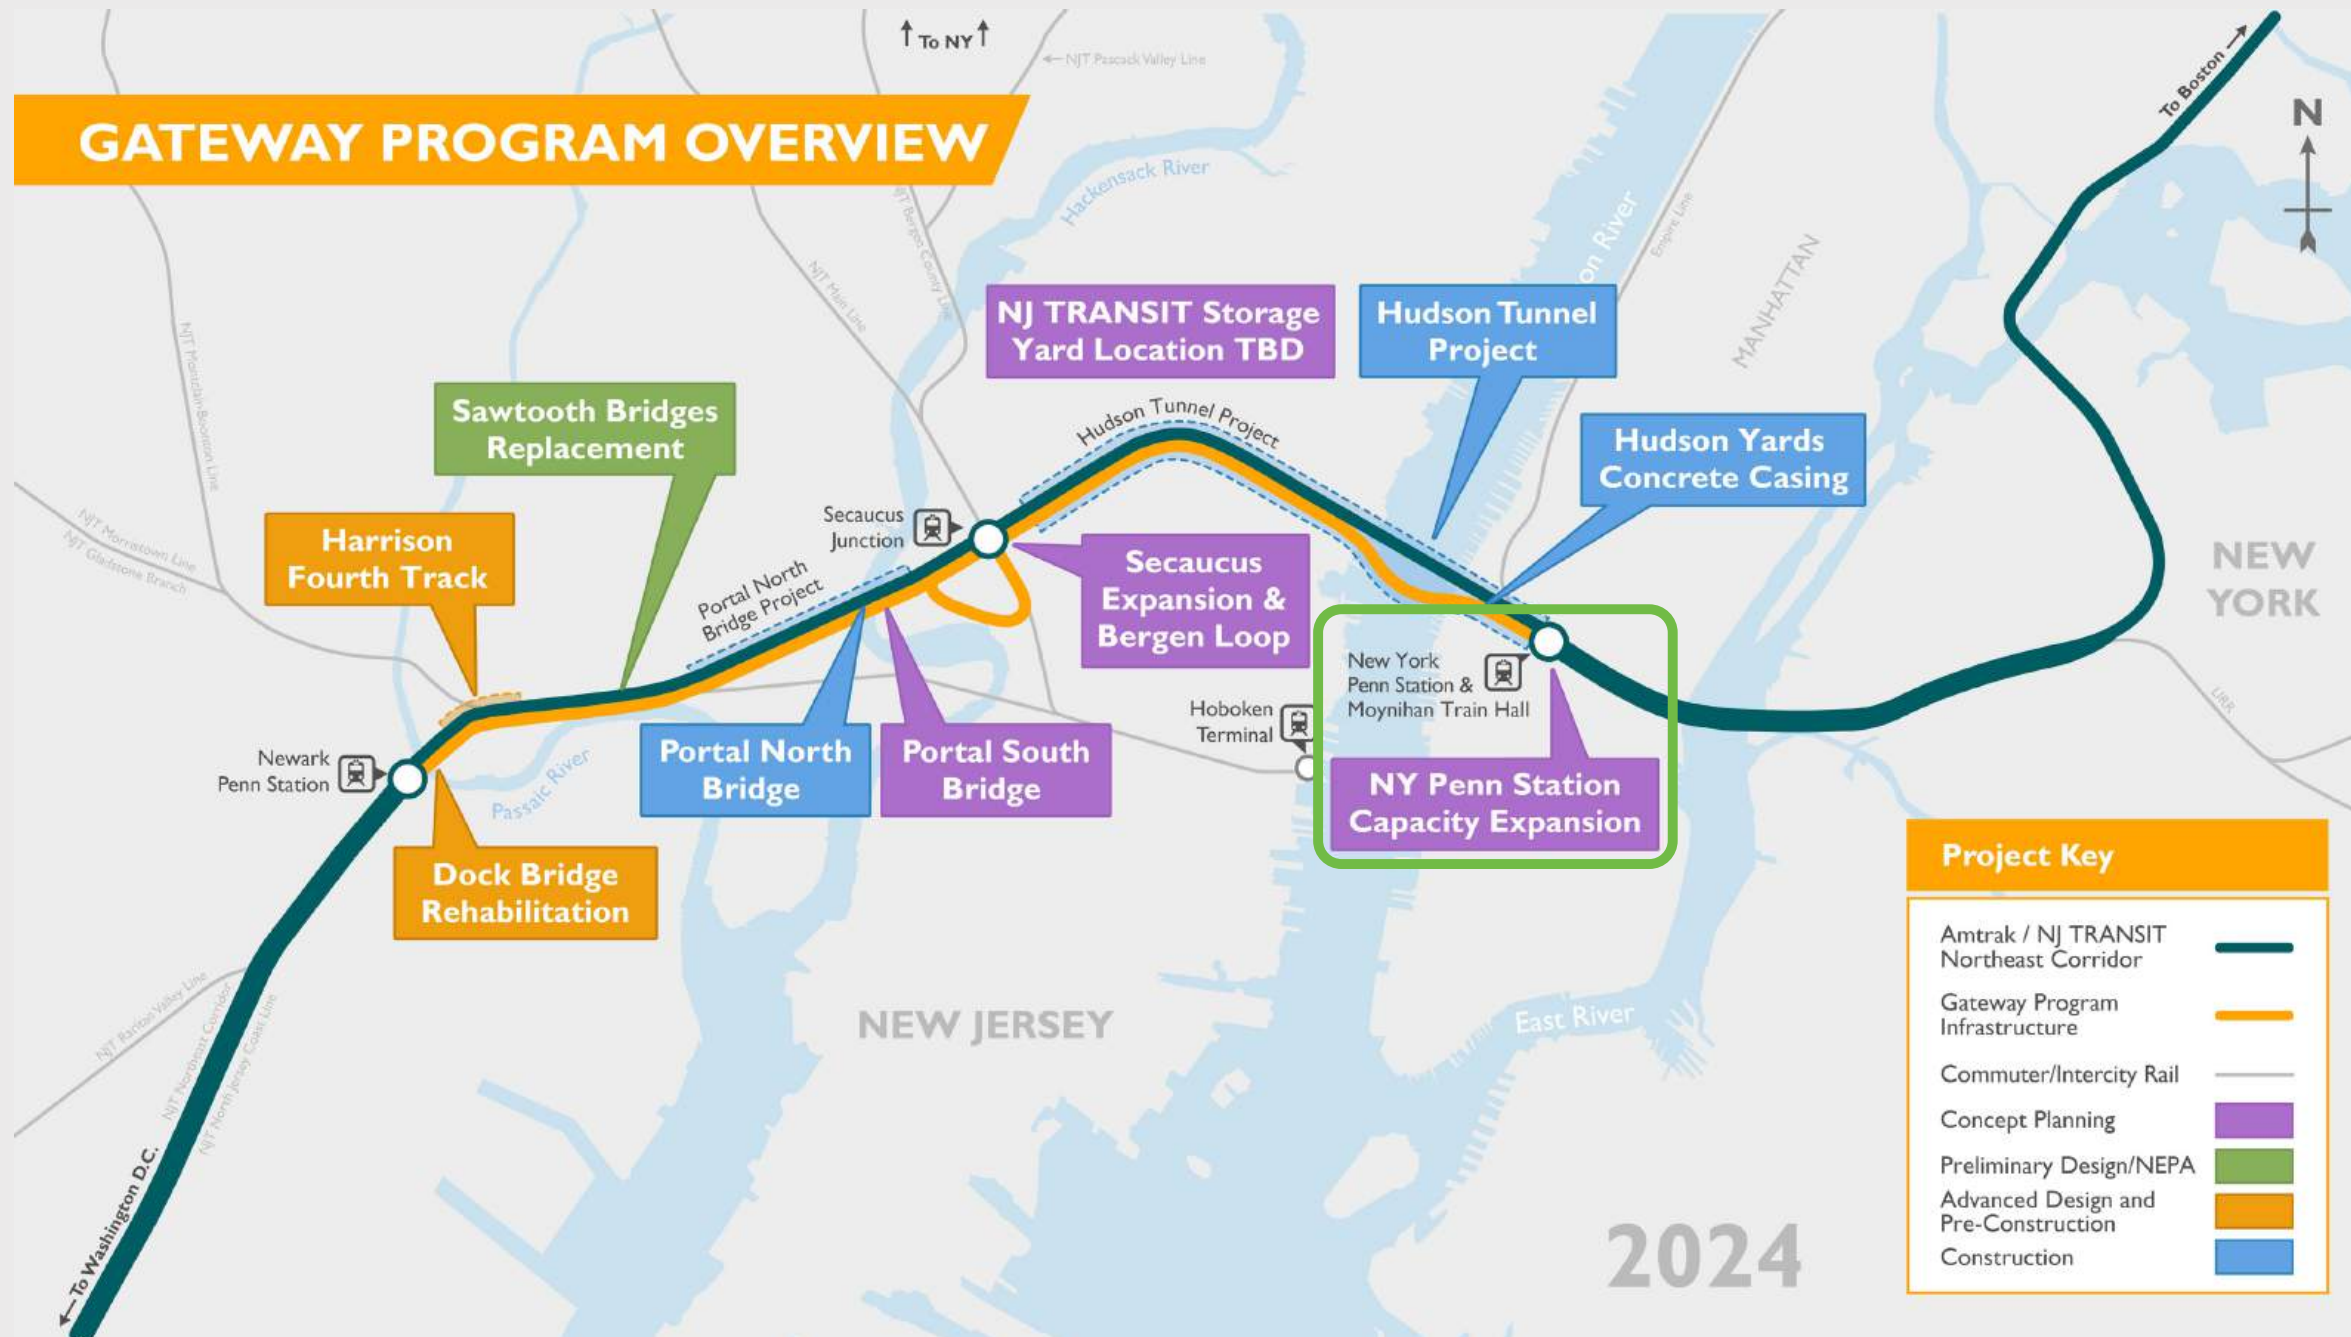 ↑ To NY ↑
NJT Pascack Valley Line
To Boston
N
GATEWAY PROGRAM OVERVIEW
Hackensack River
NJT Bergen County Line
NJT Main Line
on River
Empire Line
MANHATTAN
NJ TRANSIT Storage
Yard Location TBD
Hudson Tunnel
Project
NJT Montclair-Boonton Line
Sawtooth Bridges
Replacement
Hudson Tunnel Project
Hudson Yards
Concrete Casing
NJT Morristown Line
NJT Gladstone Branch
Harrison
Fourth Track
Secaucus
Junction
Portal North
Bridge Project
Secaucus
Expansion &
Bergen Loop
NEW
YORK
New York
Penn Station &
Moynihan Train Hall
Hoboken
Terminal
LIRR
Newark
Penn Station
Passaic River
Portal North
Bridge
Portal South
Bridge
NY Penn Station
Capacity Expansion
Dock Bridge
Rehabilitation
NJT Raritan Valley Line
NJT Northeast Corridor
NJT North Jersey Coast Line
To Washington D.C.
NEW JERSEY
East River
2024
Project Key
Amtrak / NJ TRANSIT
Northeast Corridor
Gateway Program
Infrastructure
Commuter/Intercity Rail
Concept Planning
Preliminary Design/NEPA
Advanced Design and
Pre-Construction
Construction